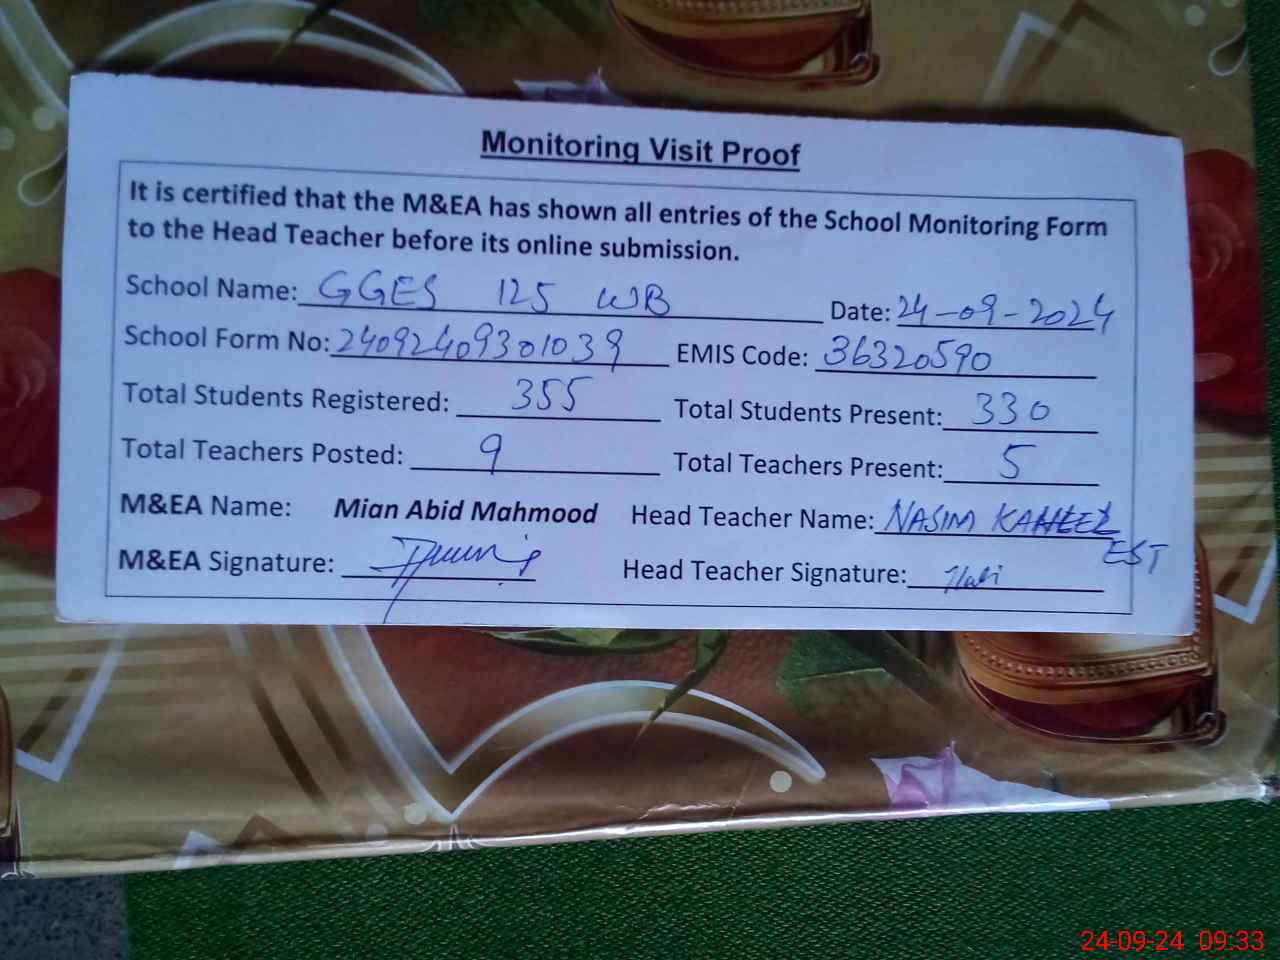 Monitoring Visit Proof
It is certified that the M&EA has shown all entries of the School Monitoring Form
to the Head Teacher before its online submission.
School Name: GGES 125 WB Date: 24-09-2024
School Form No: 24092409301039 EMIS Code: 36320590
Total Students Registered: 355 Total Students Present: 330
Total Teachers Posted: 9 Total Teachers Present: 5
M&EA Name: Mian Abid Mahmood Head Teacher Name: NASIM
EST
M&EA Signature: Head Teacher Signature:
24-09-24 09:33